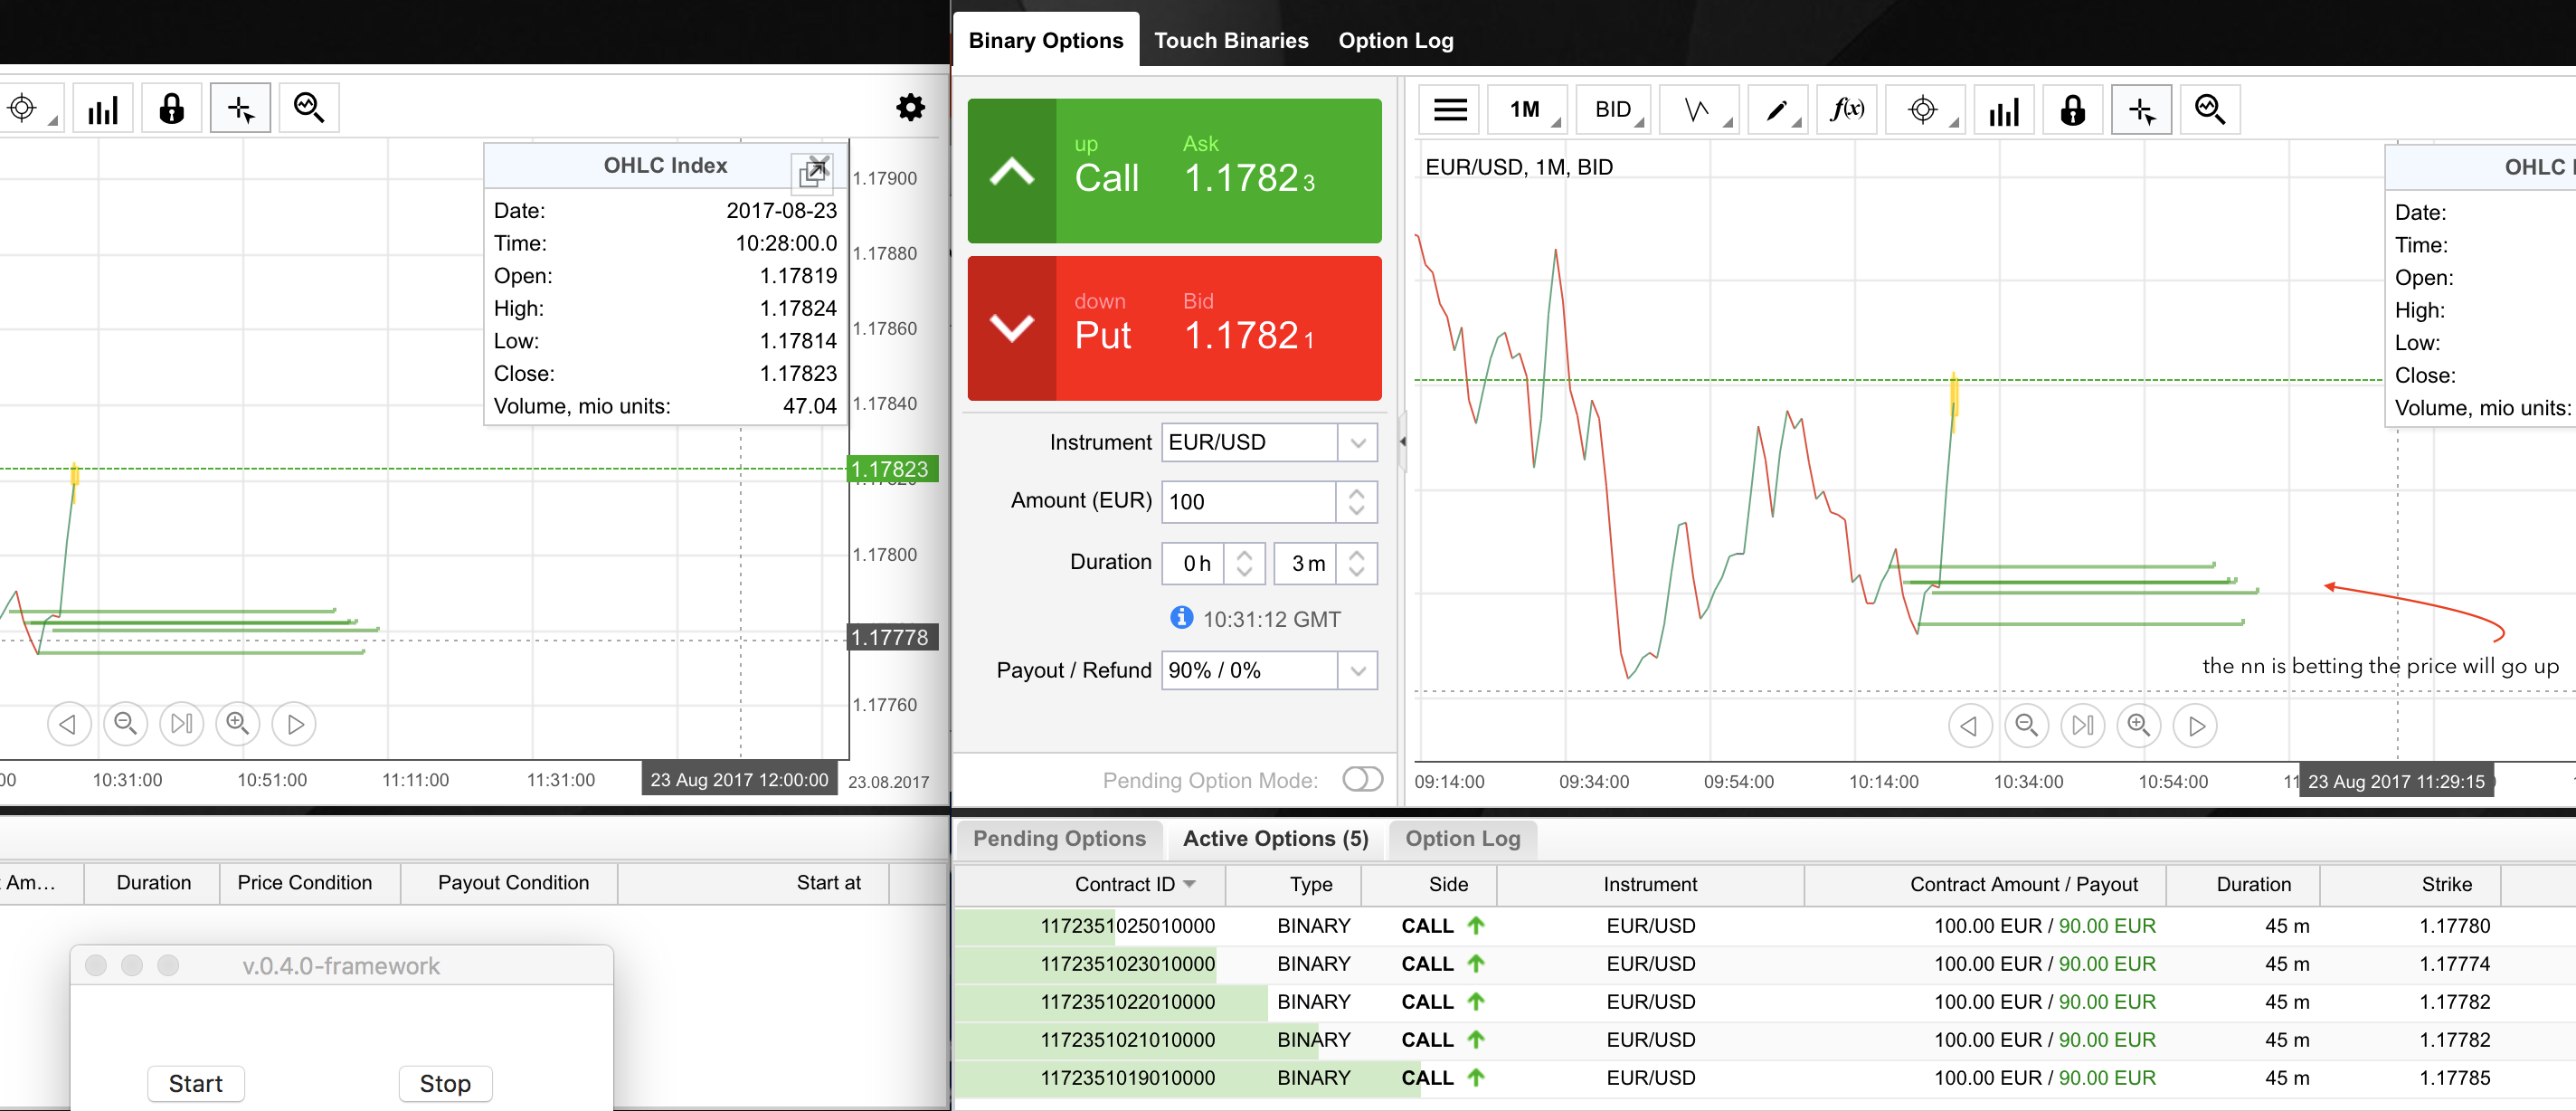 Binary Options Touch Binaries Option Log
OHLC Index
Date: 2017-08-23
Time: 10:28:00.0
Open: 1.17819
High: 1.17824
Low: 1.17814
Close: 1.17823
Volume, mio units: 47.04
1.17900
1.17880
1.17860
1.17840
1.17823
1.17800
1.17778
1.17760
00 10:31:00 10:51:00 11:11:00 11:31:00 23 Aug 2017 12:00:00 23.08.2017
up Ask
Call 1.17823
down Bid
Put 1.17821
Instrument EUR/USD
Amount (EUR) 100
Duration 0 h 3 m
10:31:12 GMT
Payout / Refund 90% / 0%
Pending Option Mode:
1M BID f(x)
EUR/USD, 1M, BID
OHLC I
Date:
Time:
Open:
High:
Low:
Close:
Volume, mio units:
the nn is betting the price will go up
09:14:00 09:34:00 09:54:00 10:14:00 10:34:00 10:54:00 11 23 Aug 2017 11:29:15
Am... Duration Price Condition Payout Condition Start at
v.0.4.0-framework
Start Stop
Pending Options Active Options (5) Option Log
Contract ID Type Side Instrument Contract Amount / Payout Duration Strike
1172351025010000 BINARY CALL EUR/USD 100.00 EUR / 90.00 EUR 45 m 1.17780
1172351023010000 BINARY CALL EUR/USD 100.00 EUR / 90.00 EUR 45 m 1.17774
1172351022010000 BINARY CALL EUR/USD 100.00 EUR / 90.00 EUR 45 m 1.17782
1172351021010000 BINARY CALL EUR/USD 100.00 EUR / 90.00 EUR 45 m 1.17782
1172351019010000 BINARY CALL EUR/USD 100.00 EUR / 90.00 EUR 45 m 1.17785